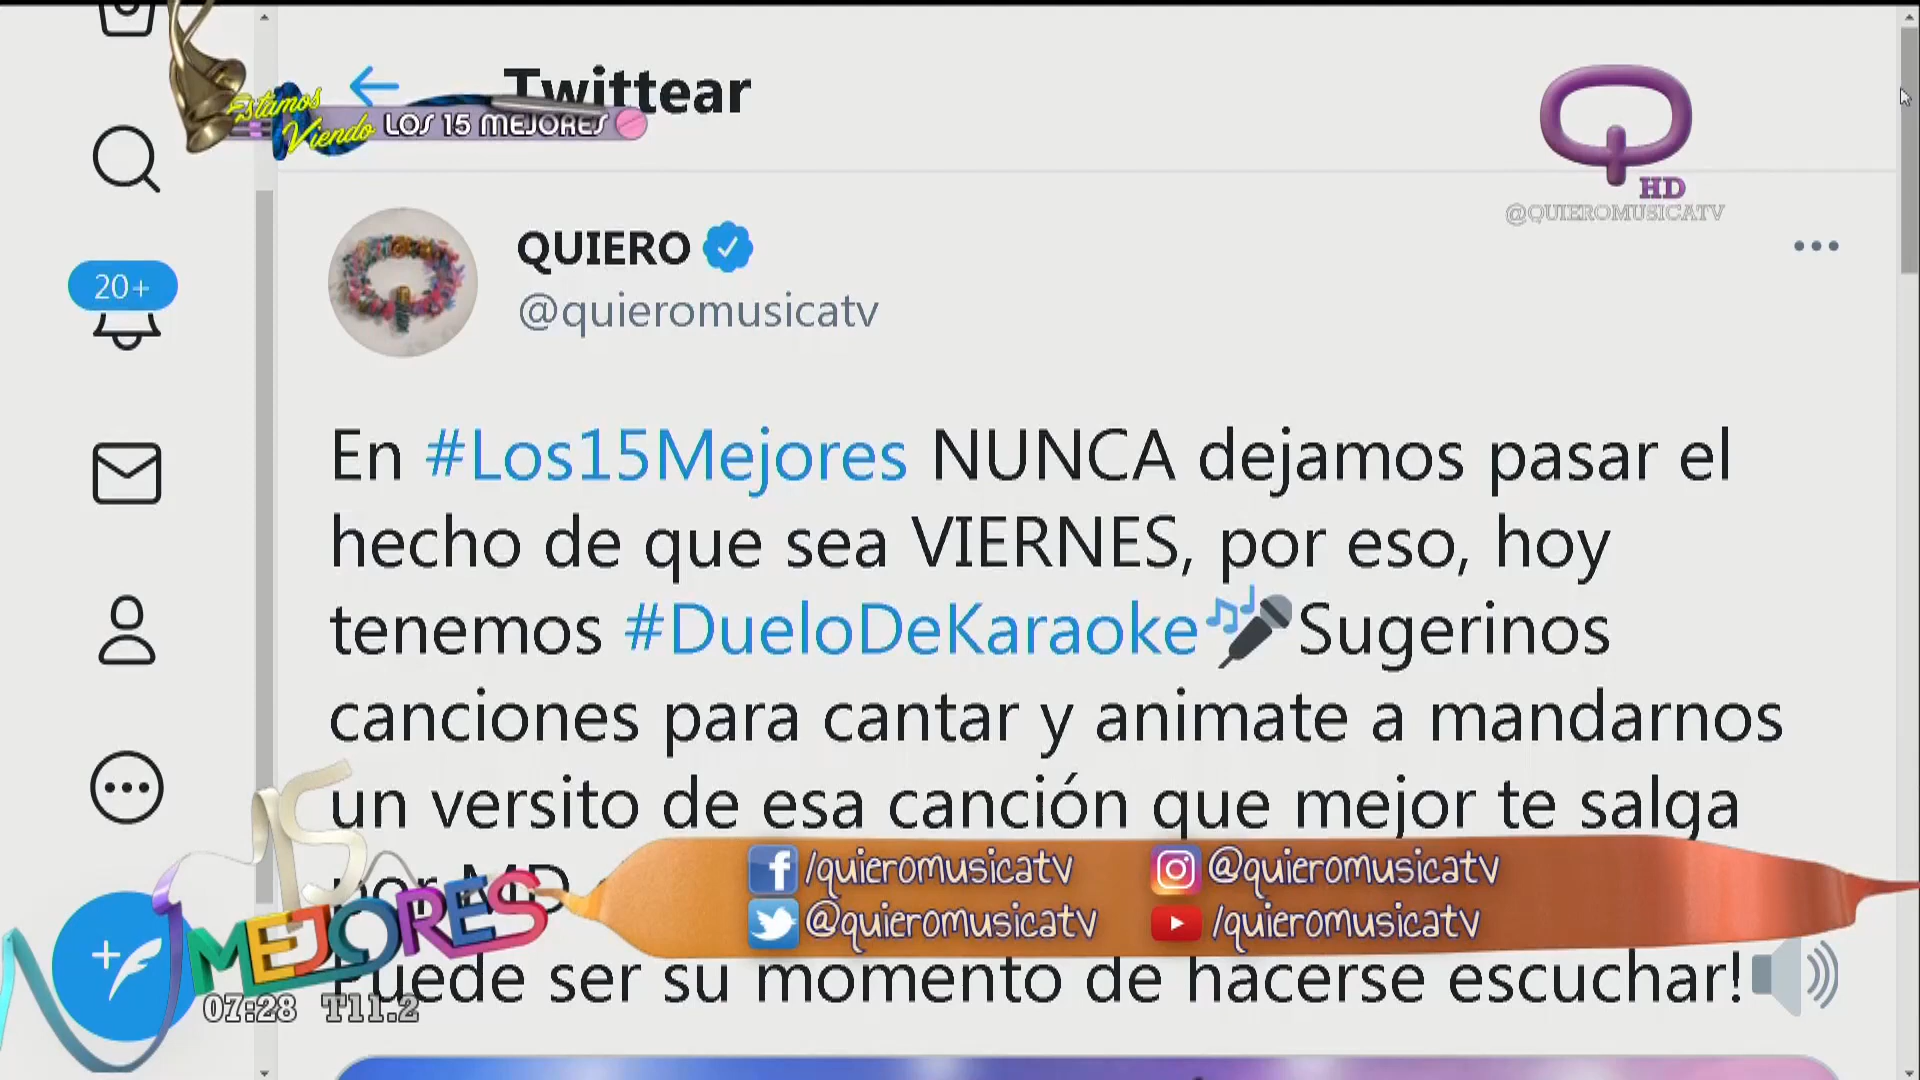 Twittear
Estamos
Viendo LOS 15 MEJORES
HD
@QUIEROMUSICATV
QUIERO
@quieromusicatv
20+
En #Los15Mejores NUNCA dejamos pasar el
hecho de que sea VIERNES, por eso, hoy
tenemos #DueloDeKaraoke🎤Sugerinos
canciones para cantar y animate a mandarnos
un versito de esa canción que mejor te salga
por MD
Puede ser su momento de hacerse escuchar!
15
MEJORES
/quieromusicatv
@quieromusicatv
@quieromusicatv
/quieromusicatv
07:28 T11.2